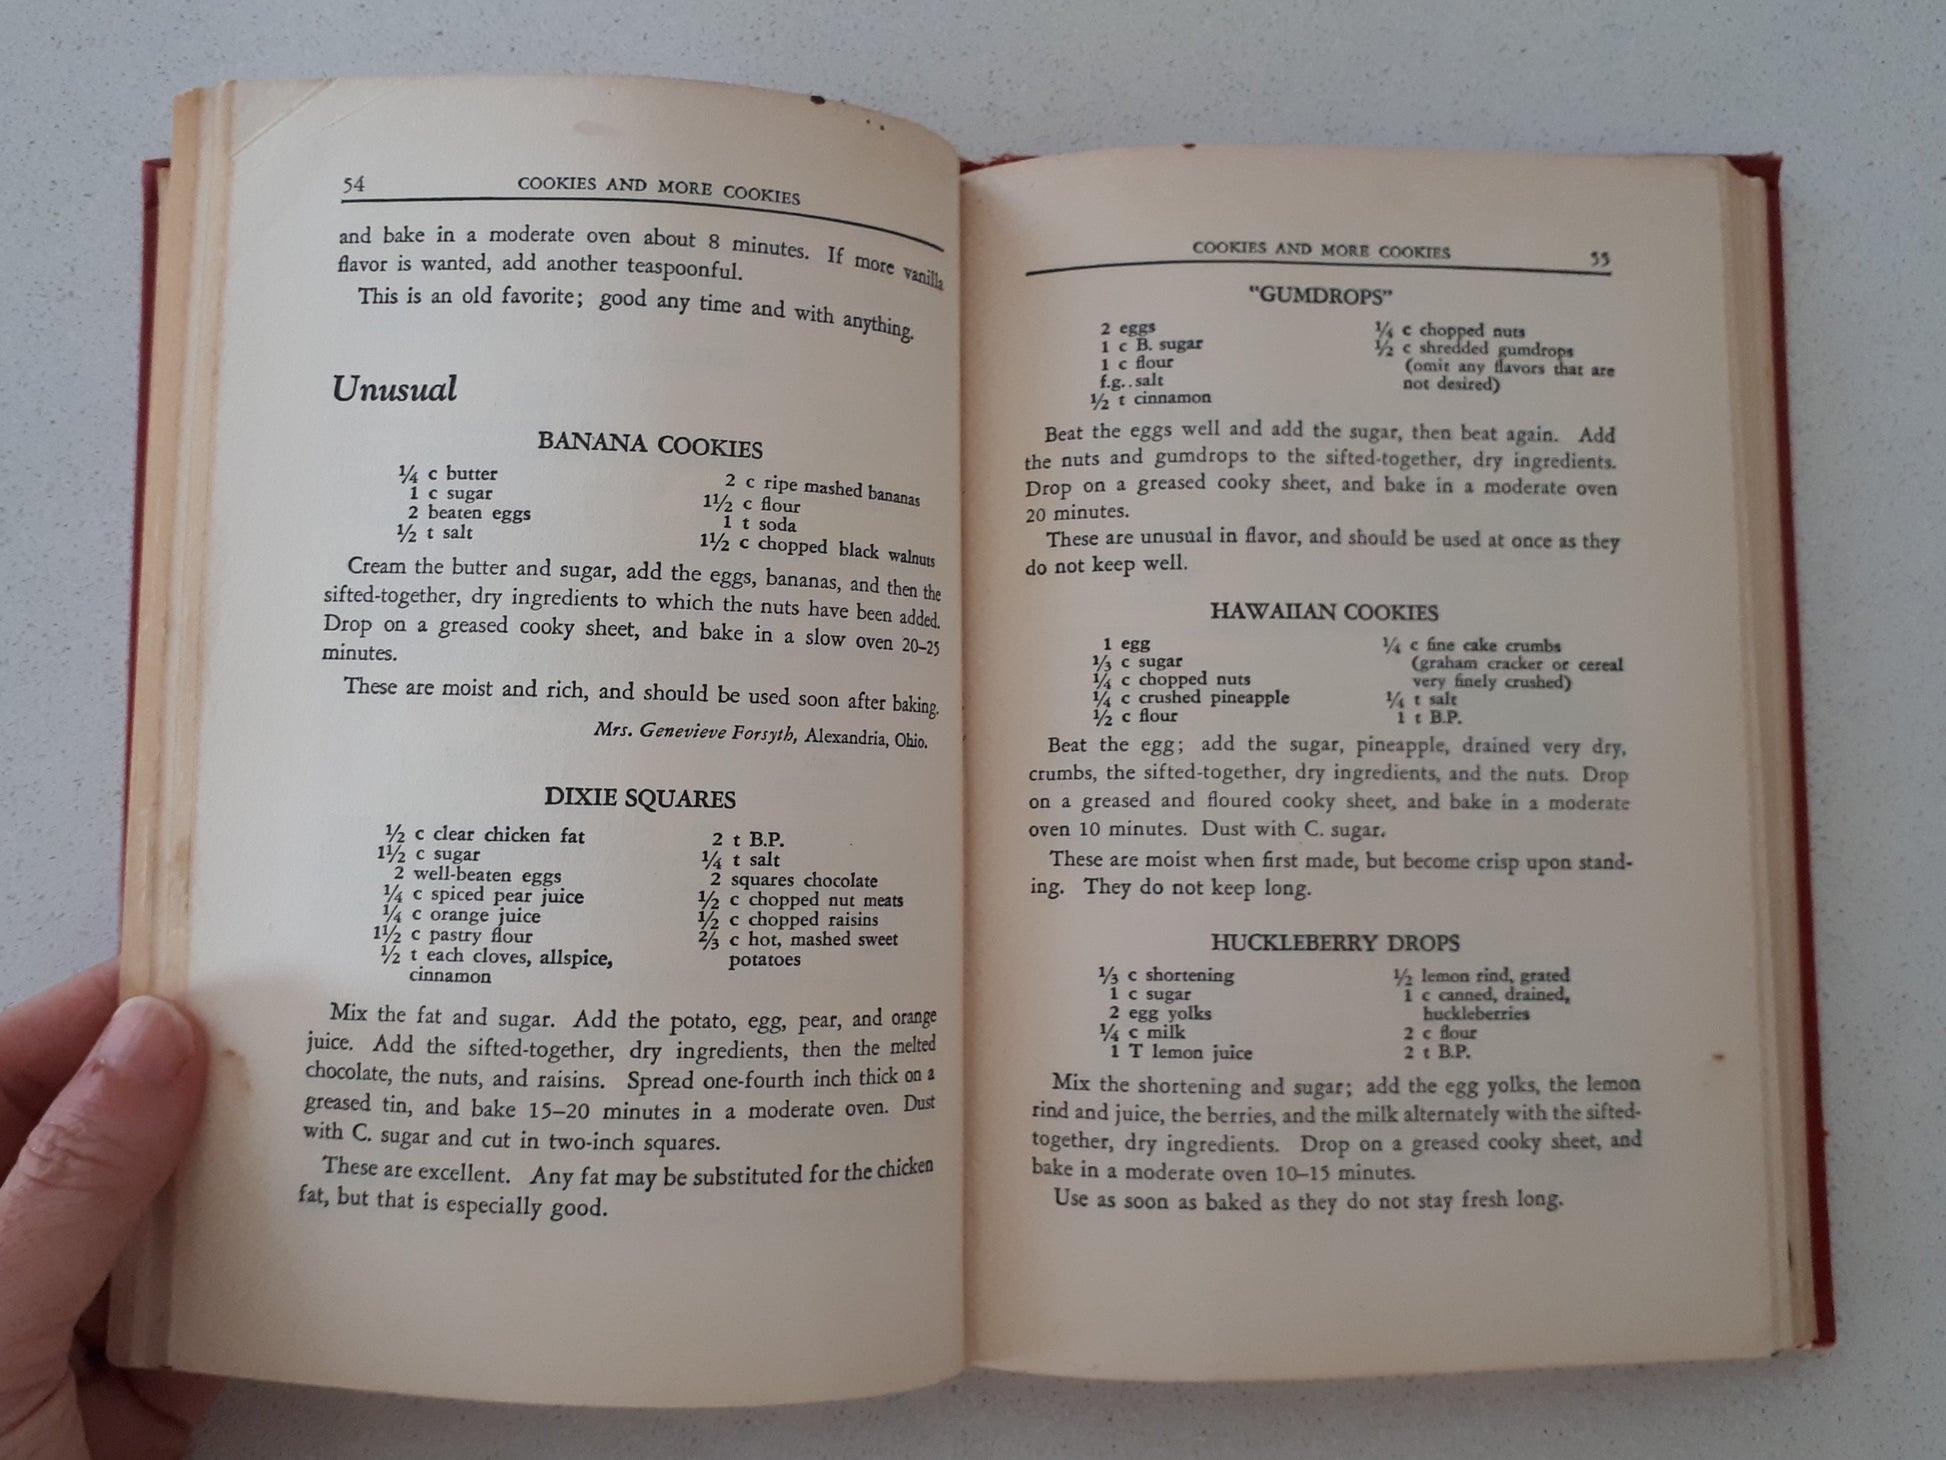 54 COOKIES AND MORE COOKIES
and bake in a moderate oven about 8 minutes. If more vanilla
flavor is wanted, add another teaspoonful.
This is an old favorite; good any time and with anything.
Unusual
BANANA COOKIES
¼ c butter
1 c sugar
2 beaten eggs
½ t salt
2 c ripe mashed bananas
1½ c flour
1 t soda
1½ c chopped black walnuts
Cream the butter and sugar, add the eggs, bananas, and then the
sifted-together, dry ingredients to which the nuts have been added.
Drop on a greased cooky sheet, and bake in a slow oven 20–25
minutes.
These are moist and rich, and should be used soon after baking.
Mrs. Genevieve Forsyth, Alexandria, Ohio.
DIXIE SQUARES
½ c clear chicken fat
1½ c sugar
2 well-beaten eggs
¼ c spiced pear juice
¼ c orange juice
1½ c pastry flour
½ t each cloves, allspice,
cinnamon
2 t B.P.
¼ t salt
2 squares chocolate
½ c chopped nut meats
½ c chopped raisins
⅔ c hot, mashed sweet
potatoes
Mix the fat and sugar. Add the potato, egg, pear, and orange
juice. Add the sifted-together, dry ingredients, then the melted
chocolate, the nuts, and raisins. Spread one-fourth inch thick on a
greased tin, and bake 15–20 minutes in a moderate oven. Dust
with C. sugar and cut in two-inch squares.
These are excellent. Any fat may be substituted for the chicken
fat, but that is especially good.
COOKIES AND MORE COOKIES 55
"GUMDROPS"
2 eggs
1 c B. sugar
1 c flour
f.g. salt
½ t cinnamon
¼ c chopped nuts
½ c shredded gumdrops
(omit any flavors that are
not desired)
Beat the eggs well and add the sugar, then beat again. Add
the nuts and gumdrops to the sifted-together, dry ingredients.
Drop on a greased cooky sheet, and bake in a moderate oven
20 minutes.
These are unusual in flavor, and should be used at once as they
do not keep well.
HAWAIIAN COOKIES
1 egg
⅓ c sugar
¼ c chopped nuts
¼ c crushed pineapple
½ c flour
¼ c fine cake crumbs
(graham cracker or cereal
very finely crushed)
¼ t salt
1 t B.P.
Beat the egg; add the sugar, pineapple, drained very dry,
crumbs, the sifted-together, dry ingredients, and the nuts. Drop
on a greased and floured cooky sheet, and bake in a moderate
oven 10 minutes. Dust with C. sugar.
These are moist when first made, but become crisp upon stand-
ing. They do not keep long.
HUCKLEBERRY DROPS
⅓ c shortening
1 c sugar
2 egg yolks
¼ c milk
1 T lemon juice
½ lemon rind, grated
1 c canned, drained,
huckleberries
2 c flour
2 t B.P.
Mix the shortening and sugar; add the egg yolks, the lemon
rind and juice, the berries, and the milk alternately with the sifted-
together, dry ingredients. Drop on a greased cooky sheet, and
bake in a moderate oven 10–15 minutes.
Use as soon as baked as they do not stay fresh long.